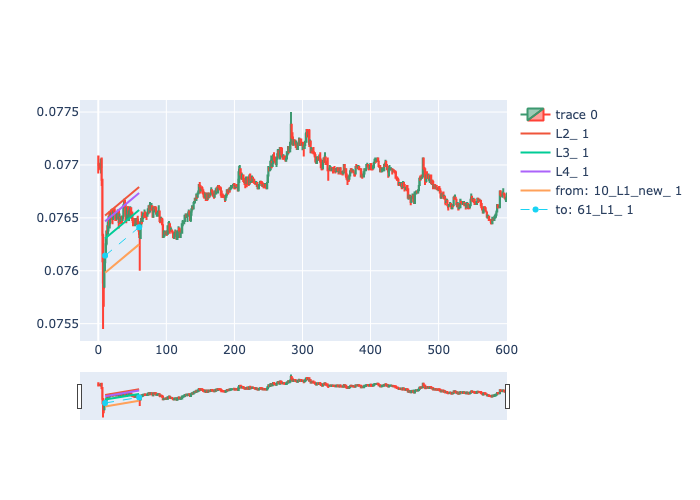 0.0775
0.077
0.0765
0.076
0.0755
0
100
200
300
400
500
600
trace 0
L2_ 1
L3_ 1
L4_ 1
from: 10_L1_new_ 1
to: 61_L1_ 1